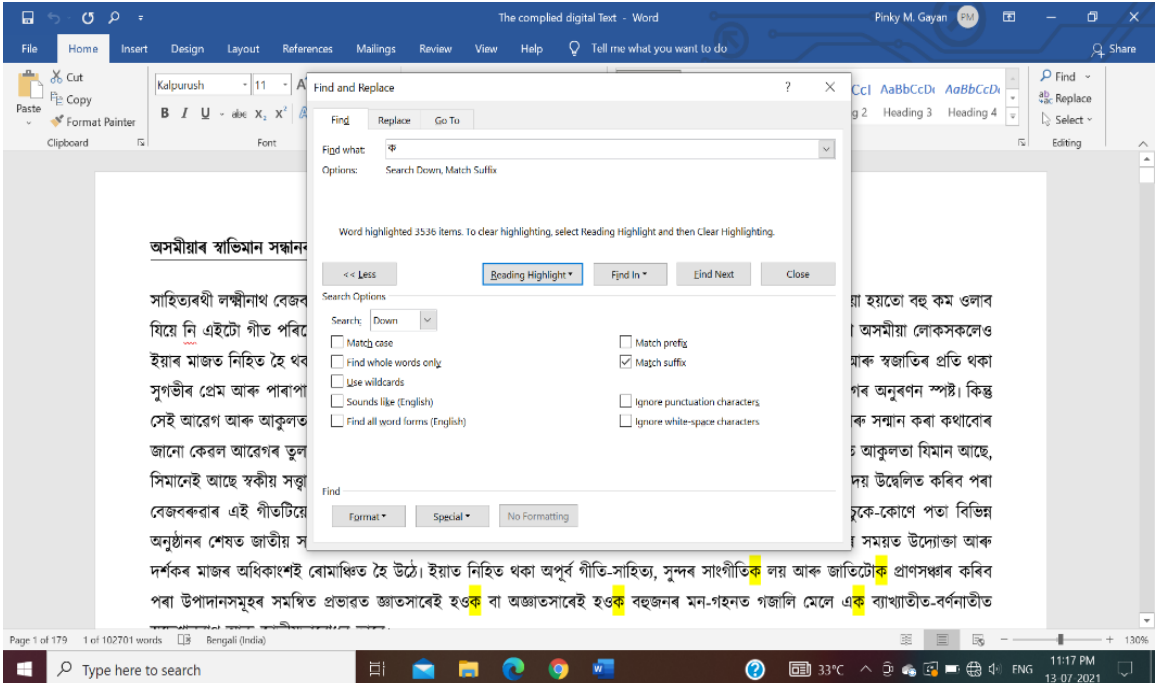 The complied digital Text - Word
Pinky M. Gayan PM
File Home Insert Design Layout References Mailings Review View Help Tell me what you want to do Share
Cut
Copy
Format Painter
Paste
Clipboard
Kalpurush 11
B I U abc X₂ X²
Font
AaBbCcDc AaBbCcDc
g 2 Heading 3 Heading 4
Find
Replace
Select
Editing
Find and Replace ?
Find Replace Go To
Find what: ক
Options: Search Down, Match Suffix
Word highlighted 3536 items. To clear highlighting, select Reading Highlight and then Clear Highlighting.
<< Less Reading Highlight Find In Find Next Close
Search Options
Search: Down
Match case
Find whole words only
Use wildcards
Sounds like (English)
Find all word forms (English)
Match prefix
Match suffix
Ignore punctuation characters
Ignore white-space characters
Find
Format Special No Formatting
অসমীয়াৰ স্বাভিমান সন্ধানৰ
সাহিত্যৰথী লক্ষ্মীনাথ বেজব য়া হয়তো বহু কম ওলাব
যিয়ে নি এইটো গীত পৰি অসমীয়া লোকসকলেও
ইয়াৰ মাজত নিহিত হৈ থক আৰু স্বজাতিৰ প্ৰতি থকা
সুগভীৰ প্ৰেম আৰু পাৰাপা গৰ অনুৰণন স্পষ্ট। কিন্তু
সেই আৱেগ আৰু আকুলত ৰু সন্মান কৰা কথাবোৰ
জানো কেৱল আৱেগৰ তুল আকুলতা যিমান আছে,
সিমানেই আছে স্বকীয় সত্ত্বা দয় উদ্বেলিত কৰিব পৰা
বেজবৰুৱাৰ এই গীতটিয়ে চুকে-কোণে পতা বিভিন্ন
অনুষ্ঠানৰ শেষত জাতীয় স সময়ত উদ্যোক্তা আৰু
দৰ্শকৰ মাজৰ অধিকাংশই ৰোমাঞ্চিত হৈ উঠে। ইয়াত নিহিত থকা অপূৰ্ব গীতি-সাহিত্য, সুন্দৰ সাংগীতিক লয় আৰু জাতিটোক প্ৰাণসঞ্চাৰ কৰিব
পৰা উপাদানসমূহৰ সমন্বিত প্ৰভাৱত জ্ঞাতসাৰেই হওক বা অজ্ঞাতসাৰেই হওক বহুজনৰ মন-গহনত গজালি মেলে এক ব্যাখ্যাতীত-বৰ্ণনাতীত
Page 1 of 179 1 of 102701 words Bengali (India) 130%
Type here to search 33°C ENG 11:17 PM
13-07-2021